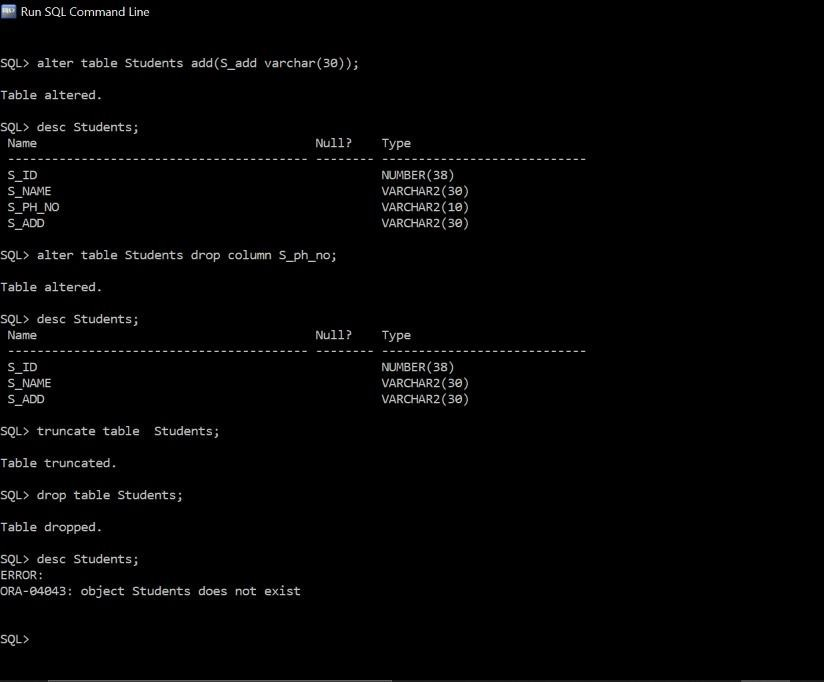 Run SQL Command Line
SQL> alter table Students add(S_add varchar(30));
Table altered.
SQL> desc Students;
 Name                                      Null?    Type
 ----------------------------------------- -------- ----------------------------
 S_ID                                               NUMBER(38)
 S_NAME                                             VARCHAR2(30)
 S_PH_NO                                            VARCHAR2(10)
 S_ADD                                              VARCHAR2(30)
SQL> alter table Students drop column S_ph_no;
Table altered.
SQL> desc Students;
 Name                                      Null?    Type
 ----------------------------------------- -------- ----------------------------
 S_ID                                               NUMBER(38)
 S_NAME                                             VARCHAR2(30)
 S_ADD                                              VARCHAR2(30)
SQL> truncate table  Students;
Table truncated.
SQL> drop table Students;
Table dropped.
SQL> desc Students;
ERROR:
ORA-04043: object Students does not exist
SQL>